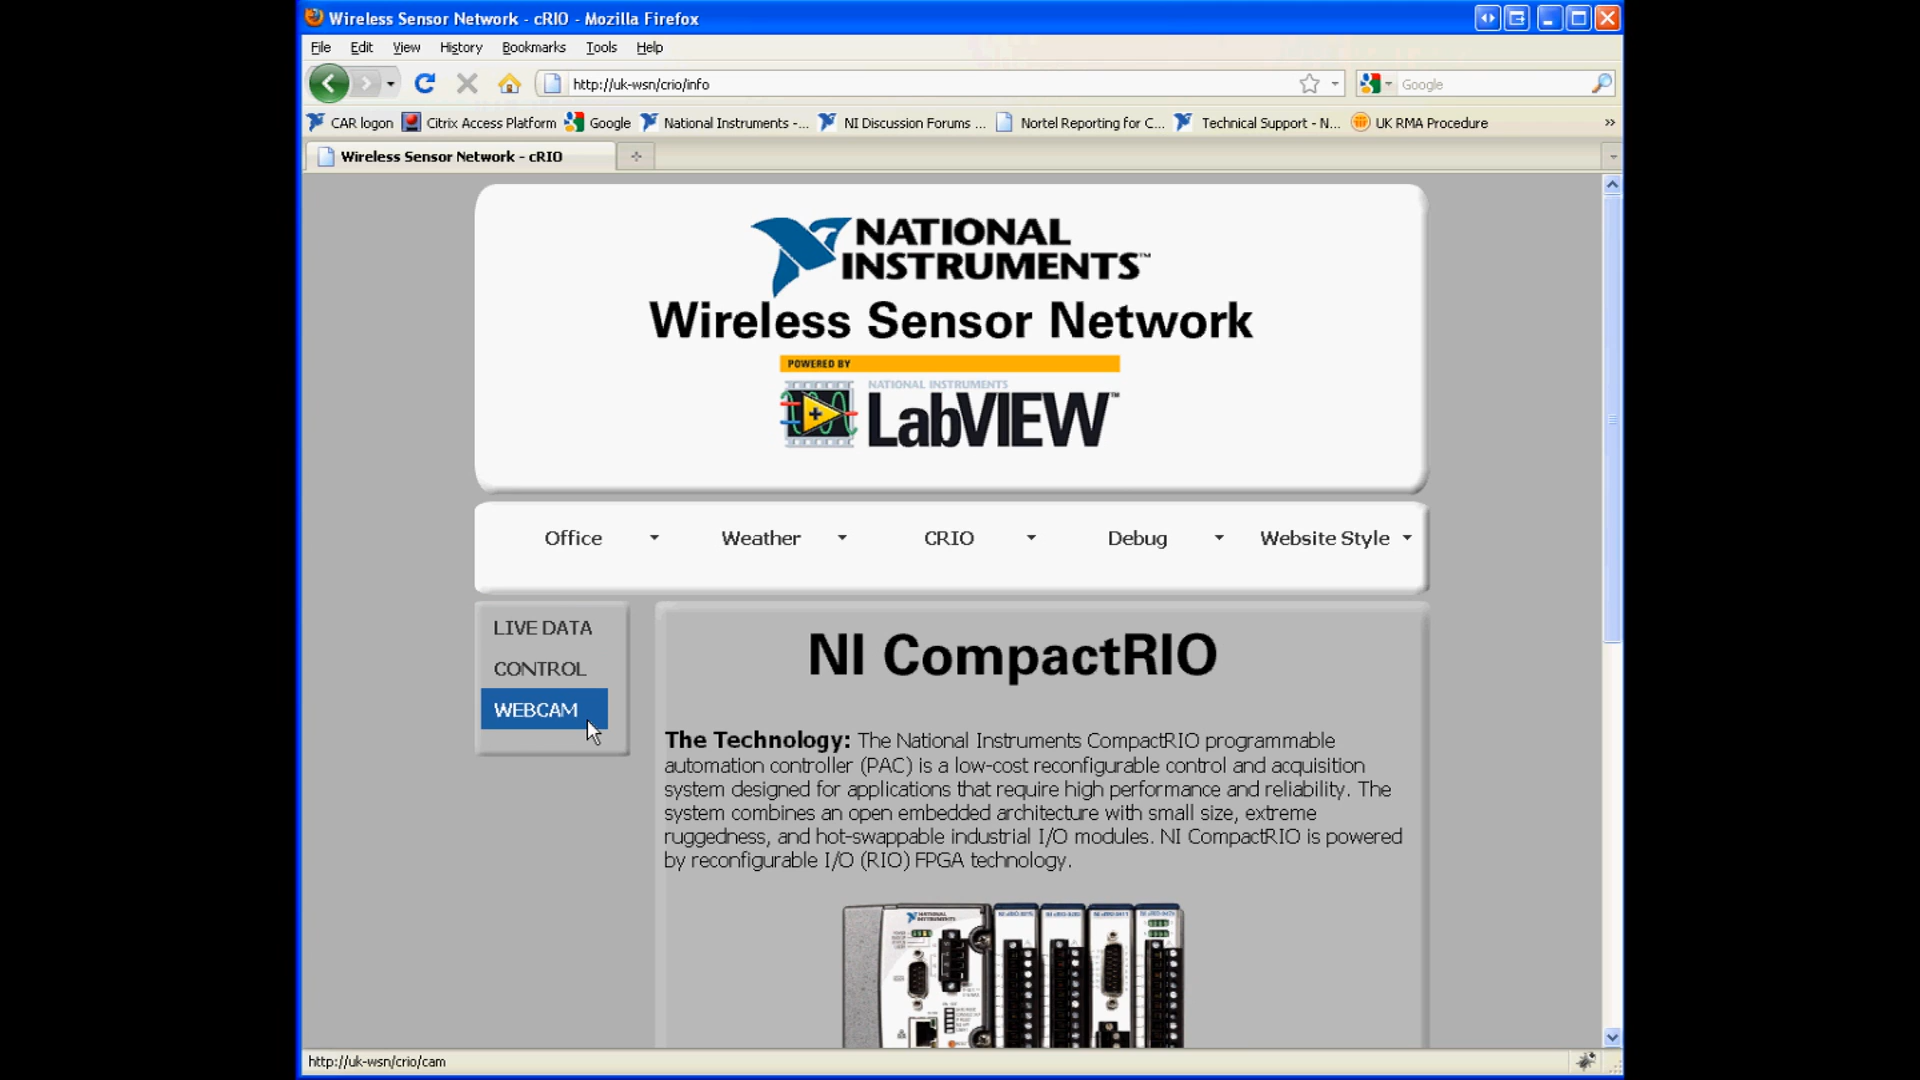 Wireless Sensor Network - cRIO - Mozilla Firefox
File Edit View History Bookmarks Tools Help
http://uk-wsn/crio/info
Google
CAR logon Citrix Access Platform Google National Instruments -... NI Discussion Forums ... Nortel Reporting for C... Technical Support - N... UK RMA Procedure »
Wireless Sensor Network - cRIO
NATIONAL
INSTRUMENTS™
Wireless Sensor Network
POWERED BY
NATIONAL INSTRUMENTS
LabVIEW™
Office Weather CRIO Debug Website Style
LIVE DATA
CONTROL
WEBCAM
NI CompactRIO
The Technology: The National Instruments CompactRIO programmable
automation controller (PAC) is a low-cost reconfigurable control and acquisition
system designed for applications that require high performance and reliability. The
system combines an open embedded architecture with small size, extreme
ruggedness, and hot-swappable industrial I/O modules. NI CompactRIO is powered
by reconfigurable I/O (RIO) FPGA technology.
NATIONAL
INSTRUMENTS
http://uk-wsn/crio/cam